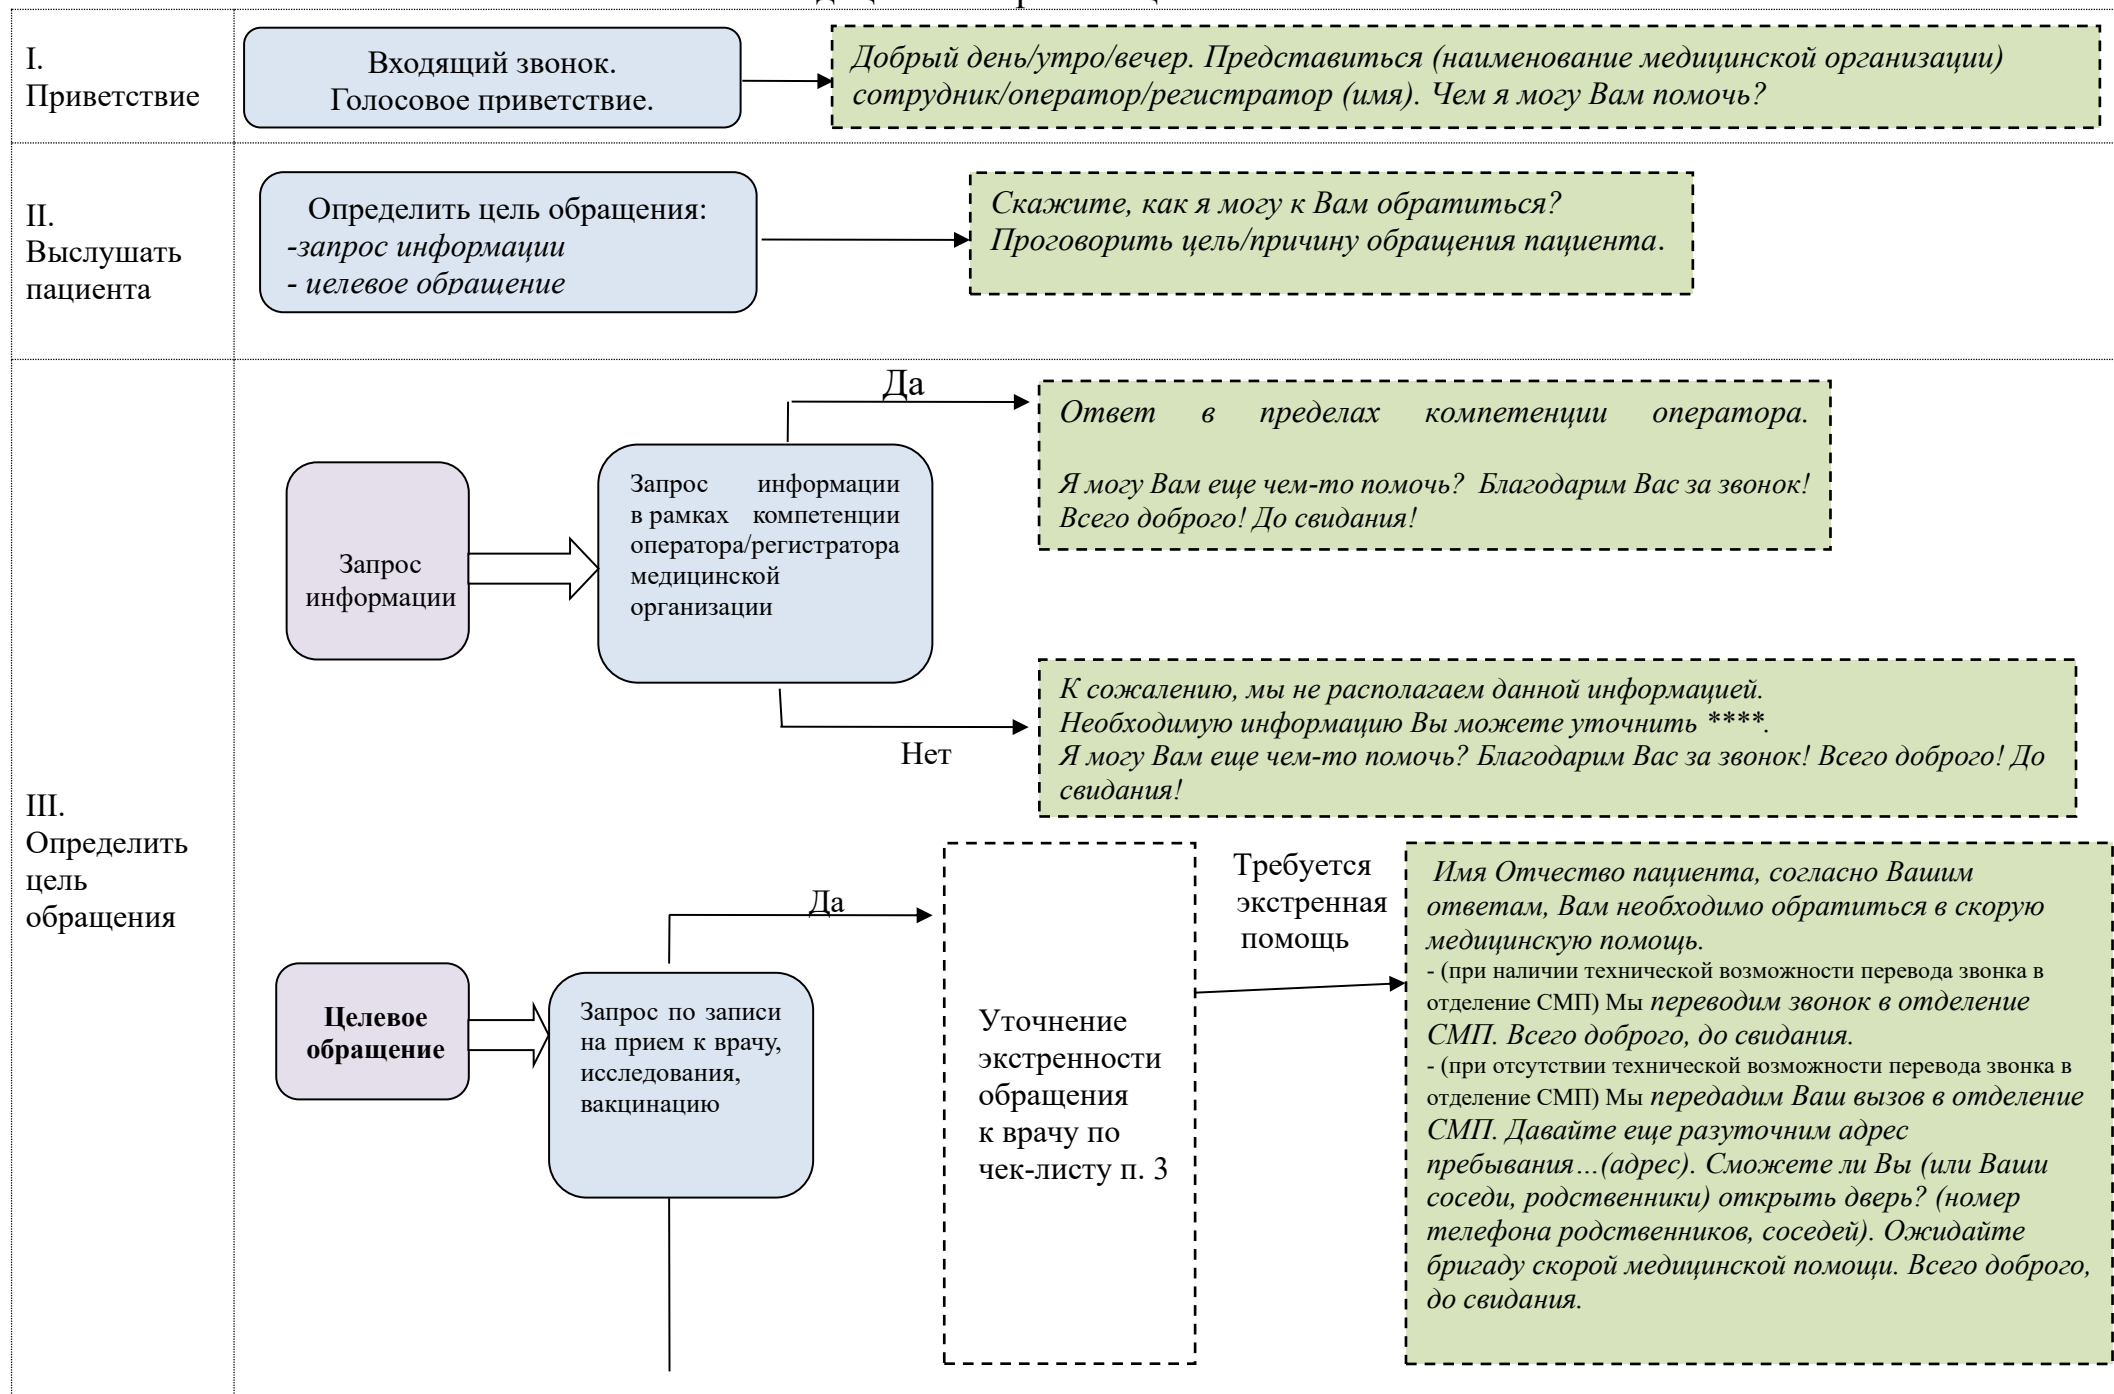 I.
Приветствие
Входящий звонок.
Голосовое приветствие.
Добрый день/утро/вечер. Представиться (наименование медицинской организации)
сотрудник/оператор/регистратор (имя). Чем я могу Вам помочь?
II.
Выслушать
пациента
Определить цель обращения:
-запрос информации
- целевое обращение
Скажите, как я могу к Вам обратиться?
Проговорить цель/причину обращения пациента.
III.
Определить
цель
обращения
Запрос
информации
Запрос информации
в рамках компетенции
оператора/регистратора
медицинской
организации
Да
Ответ в пределах компетенции оператора.
Я могу Вам еще чем-то помочь? Благодарим Вас за звонок!
Всего доброго! До свидания!
Нет
К сожалению, мы не располагаем данной информацией.
Необходимую информацию Вы можете уточнить ****.
Я могу Вам еще чем-то помочь? Благодарим Вас за звонок! Всего доброго! До
свидания!
Целевое
обращение
Запрос по записи
на прием к врачу,
исследования,
вакцинацию
Да
Уточнение
экстренности
обращения
к врачу по
чек-листу п. 3
Требуется
экстренная
помощь
Имя Отчество пациента, согласно Вашим
ответам, Вам необходимо обратиться в скорую
медицинскую помощь.
- (при наличии технической возможности перевода звонка в
отделение СМП) Мы переводим звонок в отделение
СМП. Всего доброго, до свидания.
- (при отсутствии технической возможности перевода звонка в
отделение СМП) Мы передадим Ваш вызов в отделение
СМП. Давайте еще разуточним адрес
пребывания…(адрес). Сможете ли Вы (или Ваши
соседи, родственники) открыть дверь? (номер
телефона родственников, соседей). Ожидайте
бригаду скорой медицинской помощи. Всего доброго,
до свидания.